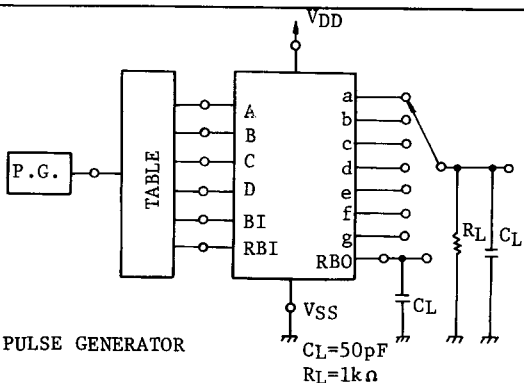 VDD
P.G.
TABLE
A
B
C
D
BI
RBI
a
b
c
d
e
f
g
RBO
RL
CL
CL
VSS
PULSE GENERATOR
CL=50pF
RL=1kΩ